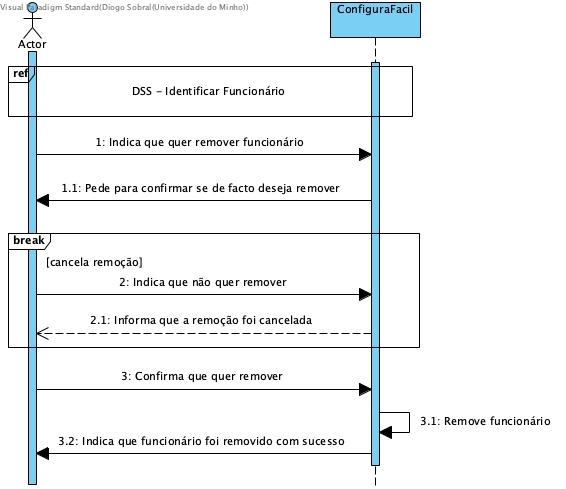 Visual Paradigm Standard(Diogo Sobral(Universidade do Minho))
ConfiguraFacil
Actor
ref
DSS - Identificar Funcionário
1: Indica que quer remover funcionário
1.1: Pede para confirmar se de facto deseja remover
break
[cancela remoção]
2: Indica que não quer remover
2.1: Informa que a remoção foi cancelada
3: Confirma que quer remover
3.1: Remove funcionário
3.2: Indica que funcionário foi removido com sucesso